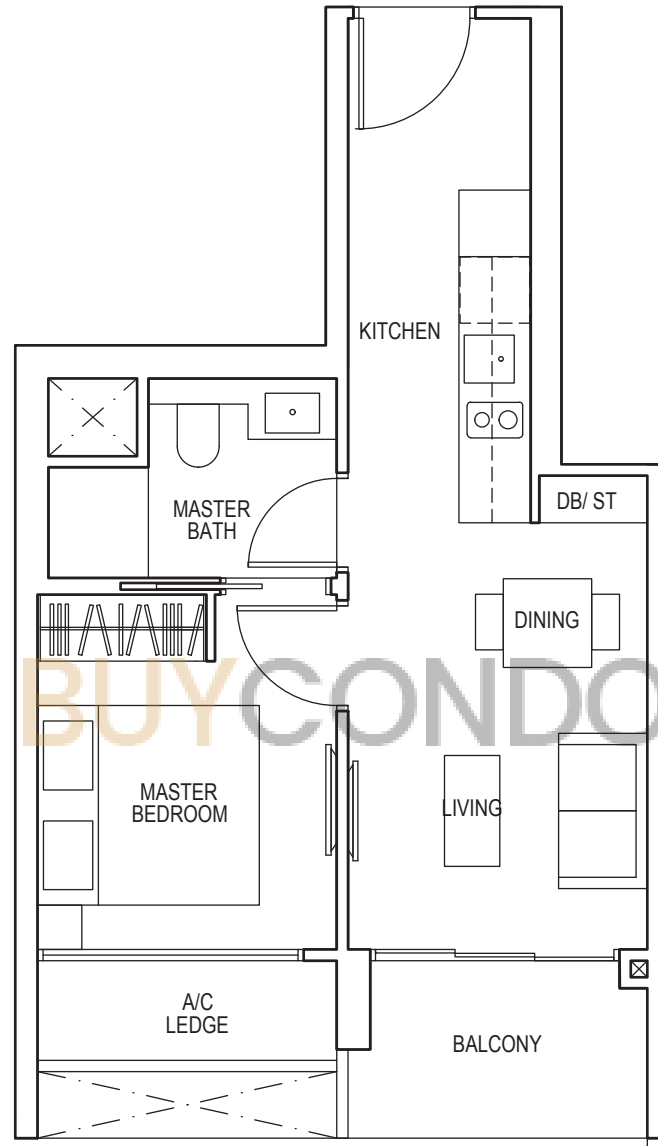 KITCHEN
MASTER
BATH
DB/ ST
DINING
BUYCONDO
MASTER
BEDROOM
LIVING
A/C
LEDGE
BALCONY